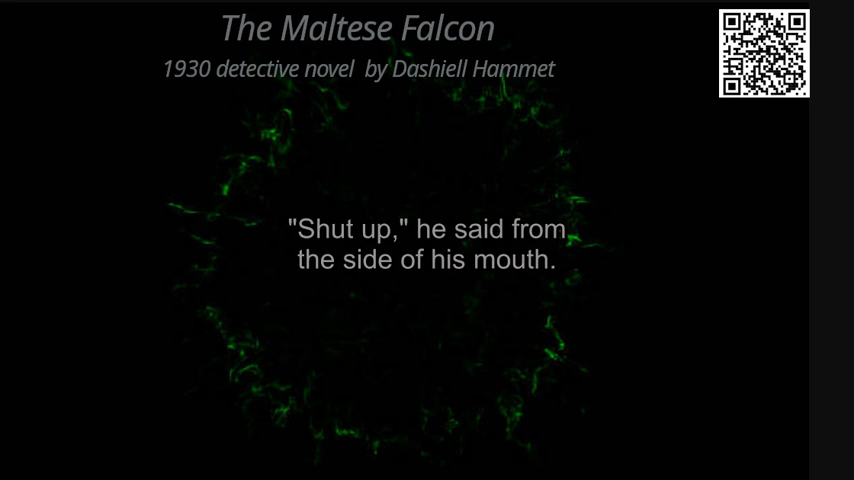 The Maltese Falcon
1930 detective novel by Dashiell Hammet
"Shut up," he said from
the side of his mouth.